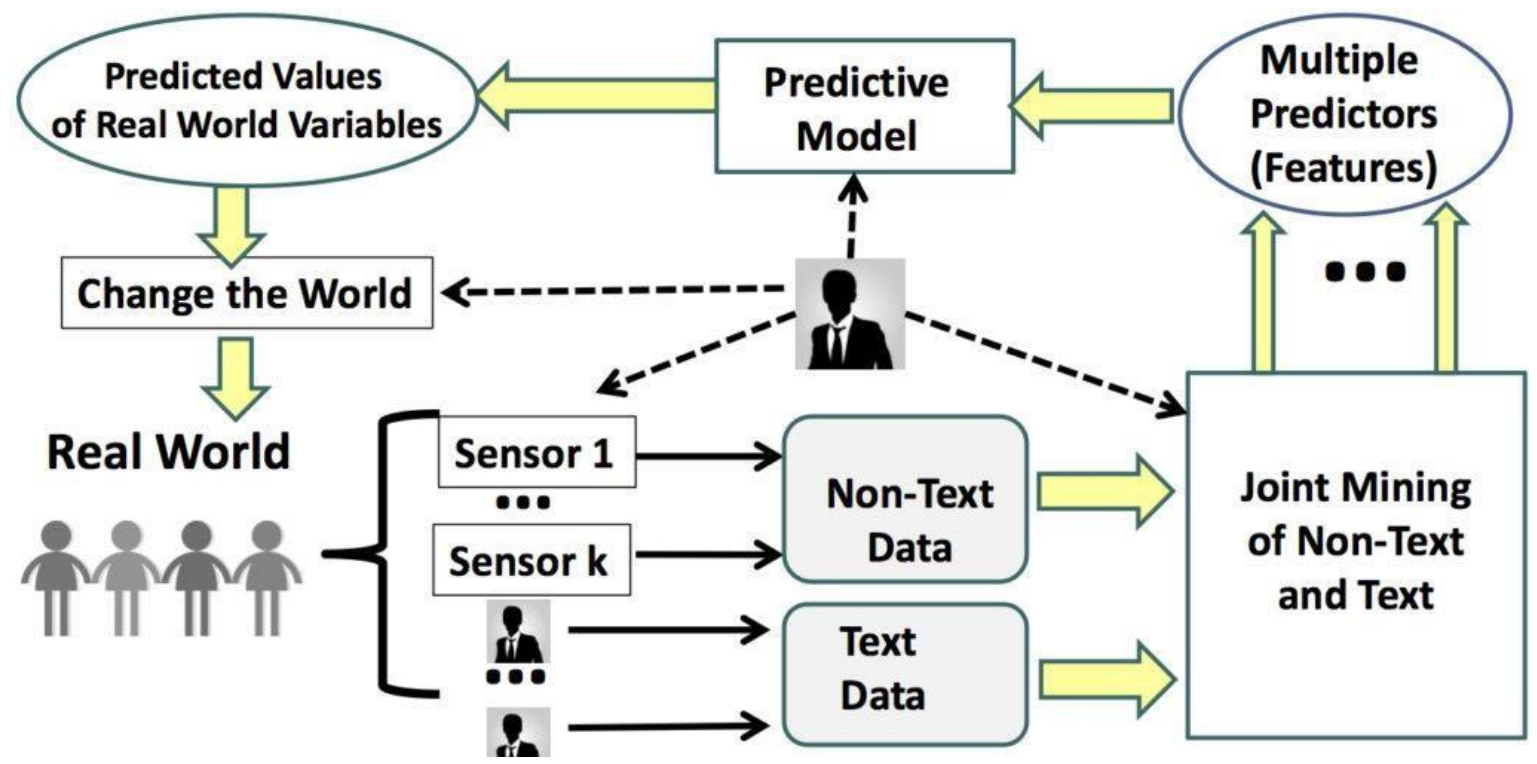 Predicted Values
of Real World Variables
Predictive
Model
Multiple
Predictors
(Features)
Change the World
...
Real World
Sensor 1
...
Sensor k
...
Non-Text
Data
Text
Data
Joint Mining
of Non-Text
and Text